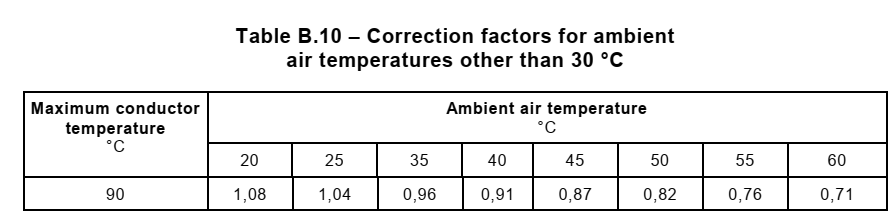 Table B.10 – Correction factors for ambient
air temperatures other than 30 °C
Maximum conductor
temperature
°C
Ambient air temperature
°C
20 25 35 40 45 50 55 60
90 1,08 1,04 0,96 0,91 0,87 0,82 0,76 0,71